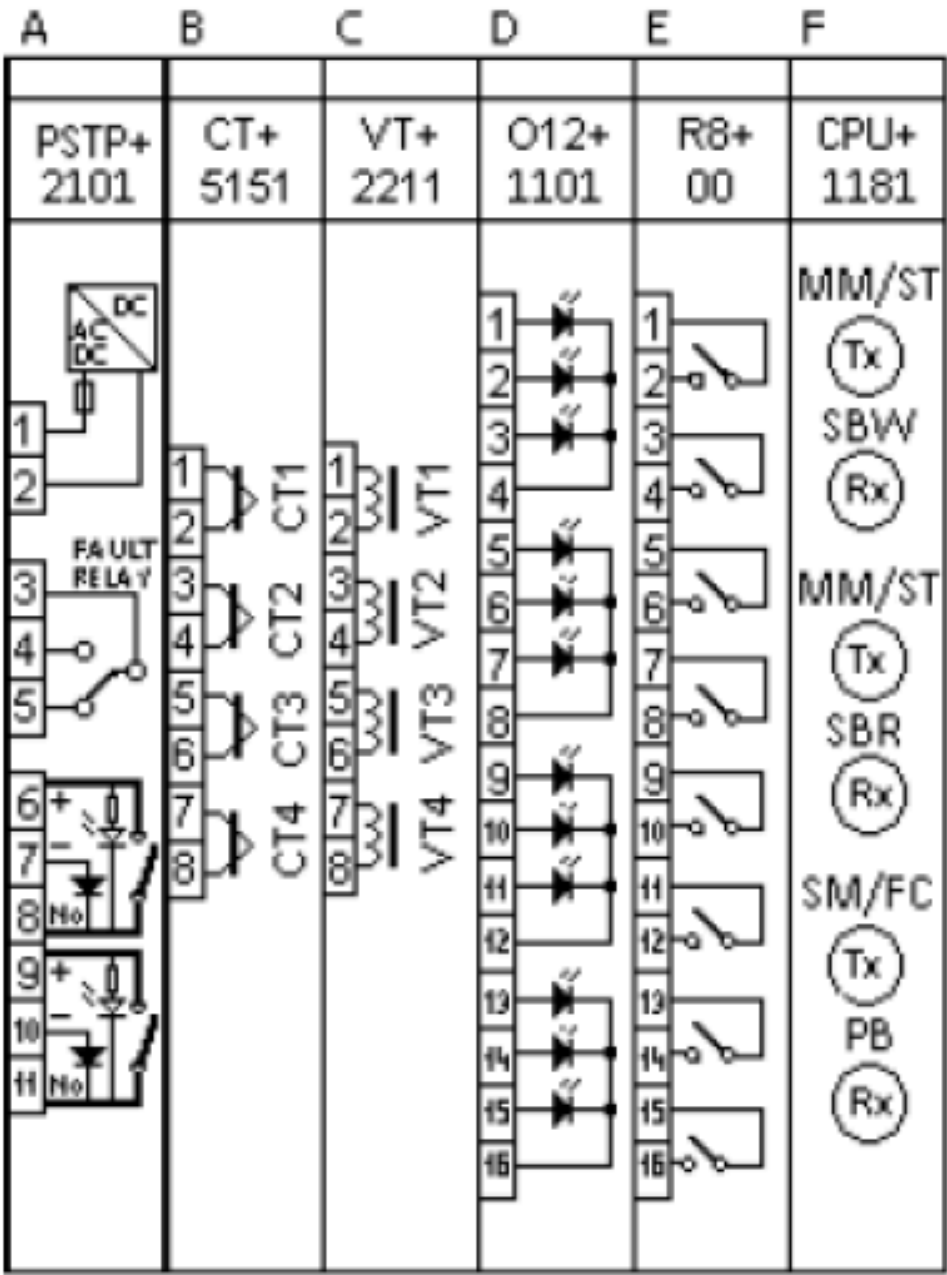 A B C D E F
PSTP+ CT+ VT+ O12+ R8+ CPU+
2101 5151 2211 1101 00 1181
DC
AC
DC
1
2
FAULT
RELAY
3
4
5
6 +
7 −
8 No
9 +
10 −
11 No
1
2
CT1
3
4
CT2
5
6
CT3
7
8
CT4
1
2
VT1
3
4
VT2
5
6
VT3
7
8
VT4
1
2
3
4
5
6
7
8
9
10
11
12
13
14
15
16
1
2
3
4
5
6
7
8
9
10
11
12
13
14
15
16
MM/ST
Tx
SBW
Rx
MM/ST
Tx
SBR
Rx
SM/FC
Tx
PB
Rx